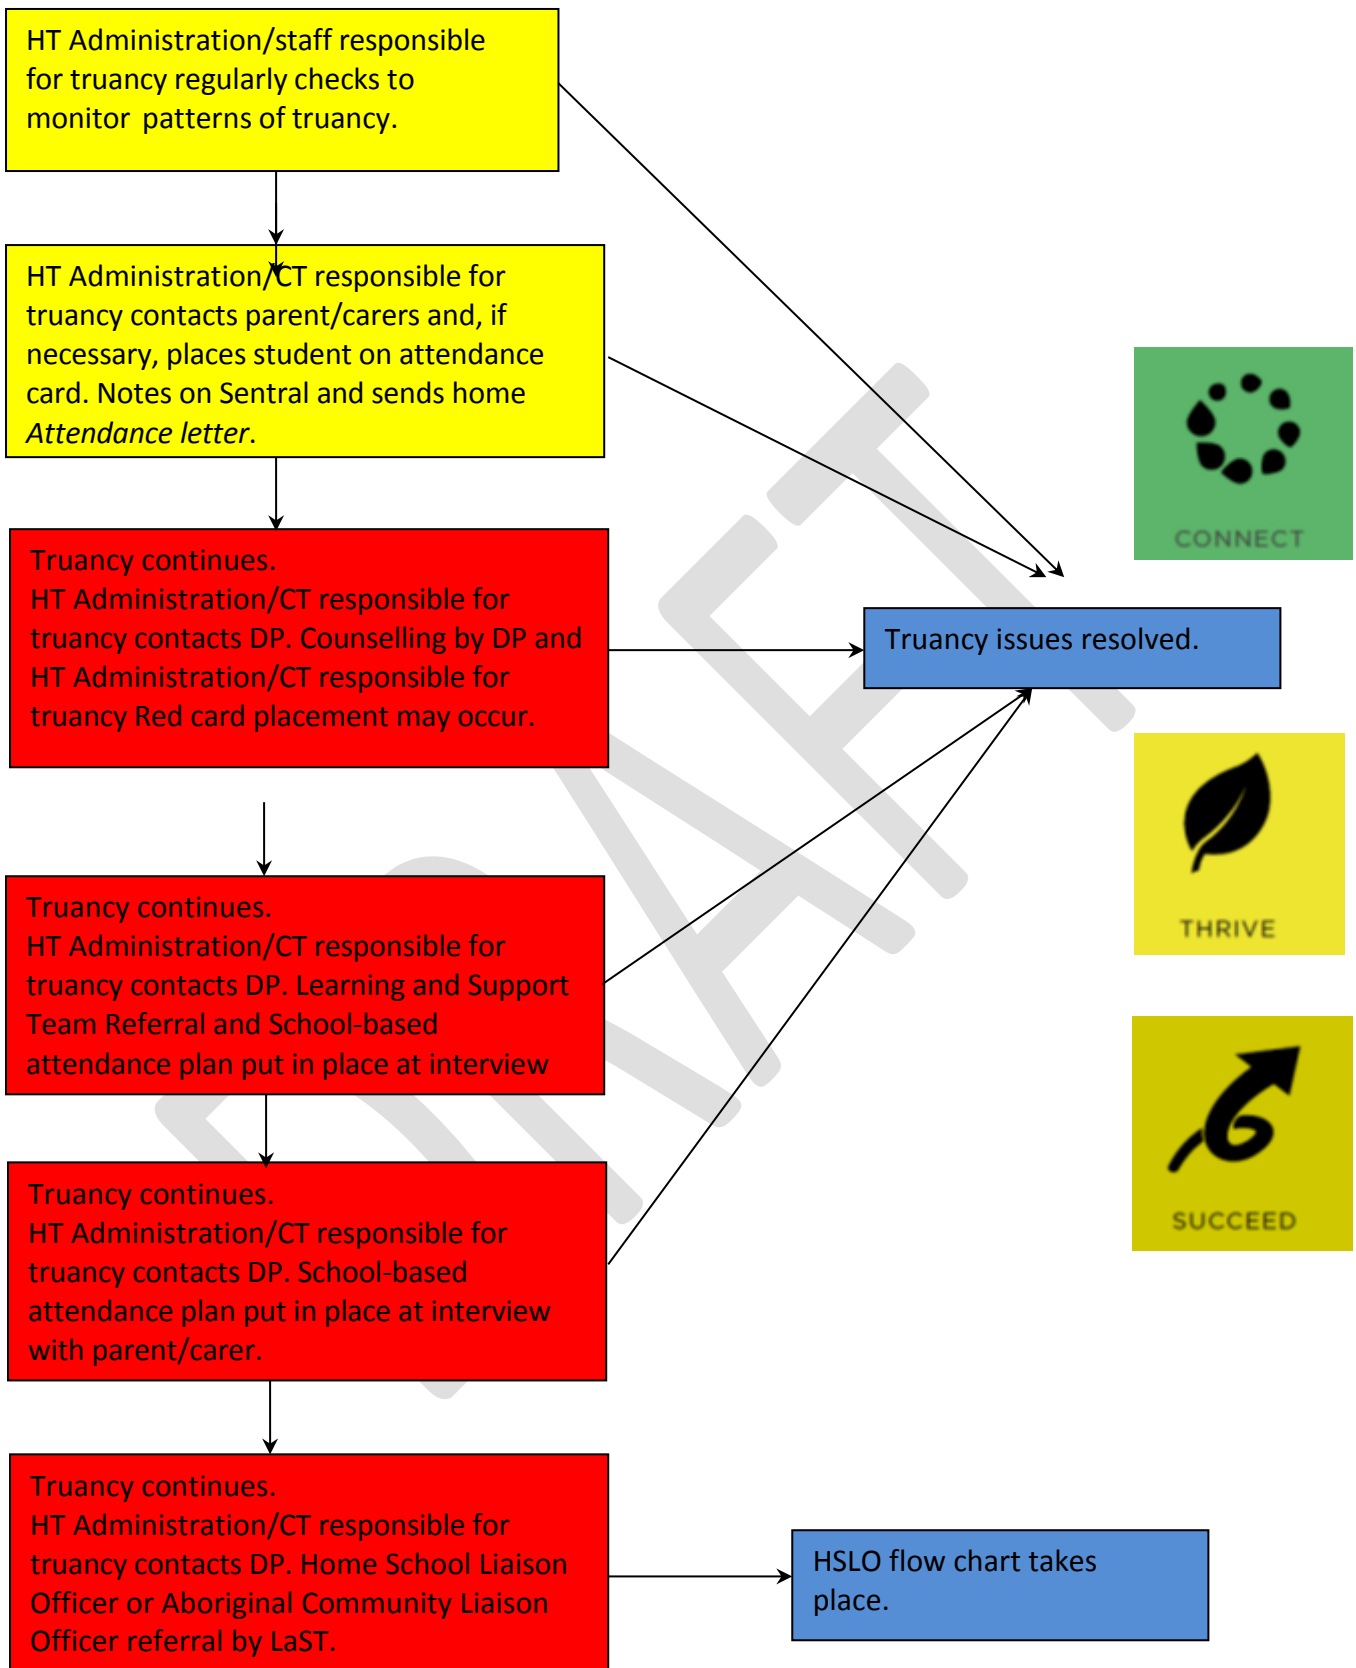 HT Administration/staff responsible
for truancy regularly checks to
monitor patterns of truancy.
HT Administration/CT responsible for
truancy contacts parent/carers and, if
necessary, places student on attendance
card. Notes on Sentral and sends home
Attendance letter.
CONNECT
Truancy continues.
HT Administration/CT responsible for
truancy contacts DP. Counselling by DP and
HT Administration/CT responsible for
truancy Red card placement may occur.
Truancy issues resolved.
THRIVE
Truancy continues.
HT Administration/CT responsible for
truancy contacts DP. Learning and Support
Team Referral and School-based
attendance plan put in place at interview
SUCCEED
Truancy continues.
HT Administration/CT responsible for
truancy contacts DP. School-based
attendance plan put in place at interview
with parent/carer.
Truancy continues.
HT Administration/CT responsible for
truancy contacts DP. Home School Liaison
Officer or Aboriginal Community Liaison
Officer referral by LaST.
HSLO flow chart takes
place.
DRAFT